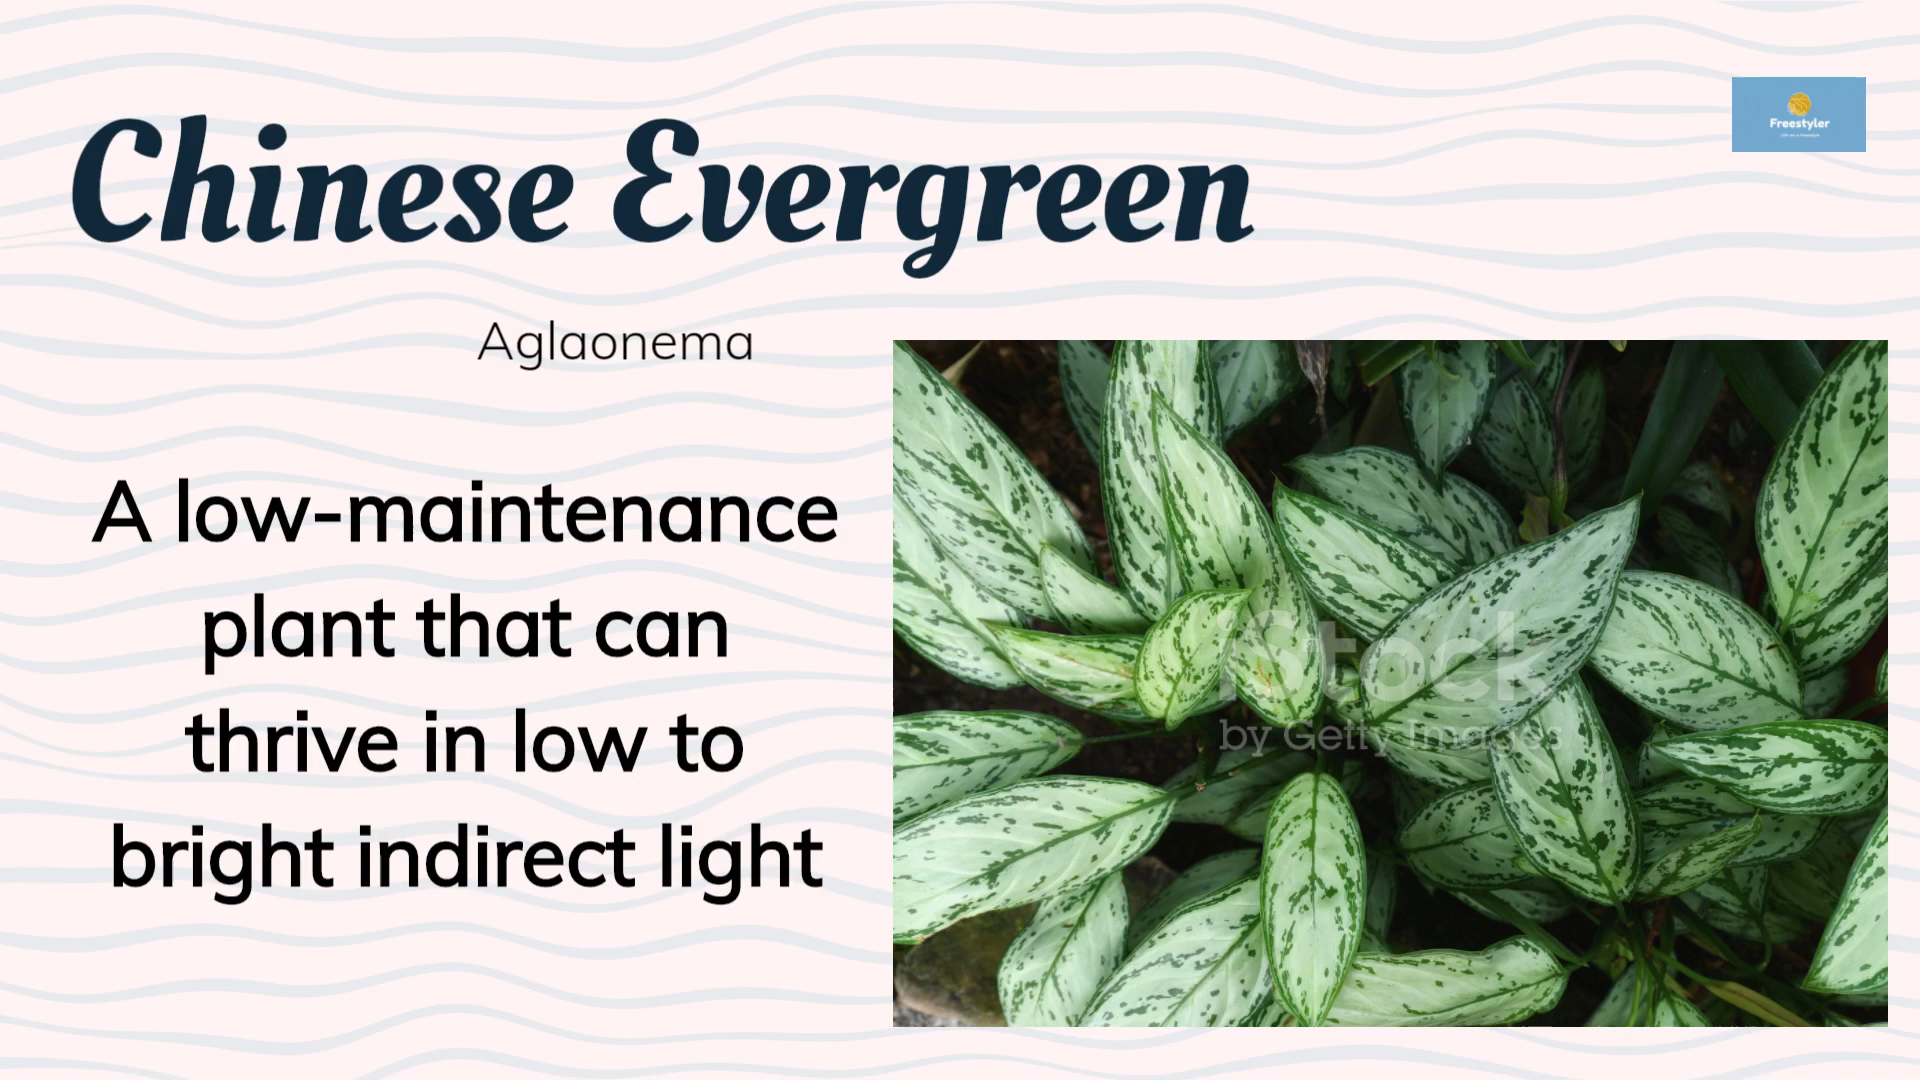 Chinese Evergreen
Freestyler
Aglaonema
A low-maintenance
plant that can
thrive in low to
bright indirect light
iStock
by Getty Images